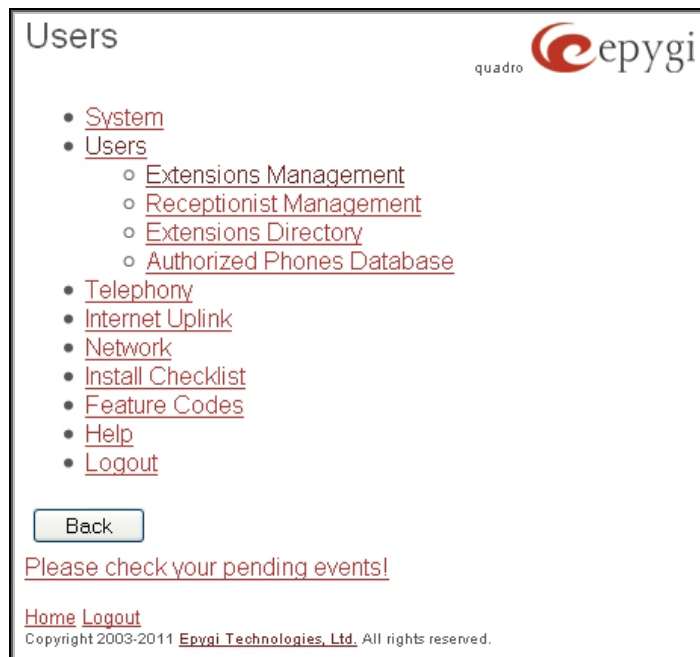 Users
quadro epygi
System
Users
Extensions Management
Receptionist Management
Extensions Directory
Authorized Phones Database
Telephony
Internet Uplink
Network
Install Checklist
Feature Codes
Help
Logout
Back
Please check your pending events!
Home Logout
Copyright 2003-2011 Epygi Technologies, Ltd. All rights reserved.